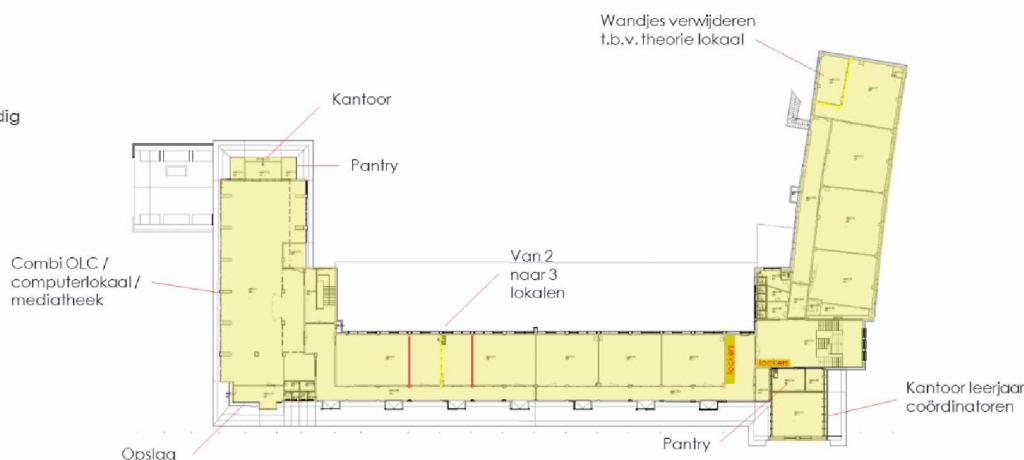 Wandjes verwijderen
t.b.v. theorie lokaal
dig
Kantoor
Pantry
Combi OLC /
computerlokaal /
mediatheek
Van 2
naar 3
lokalen
lockers
lockers
Kantoor leerjaar
coördinatoren
Pantry
Opslag